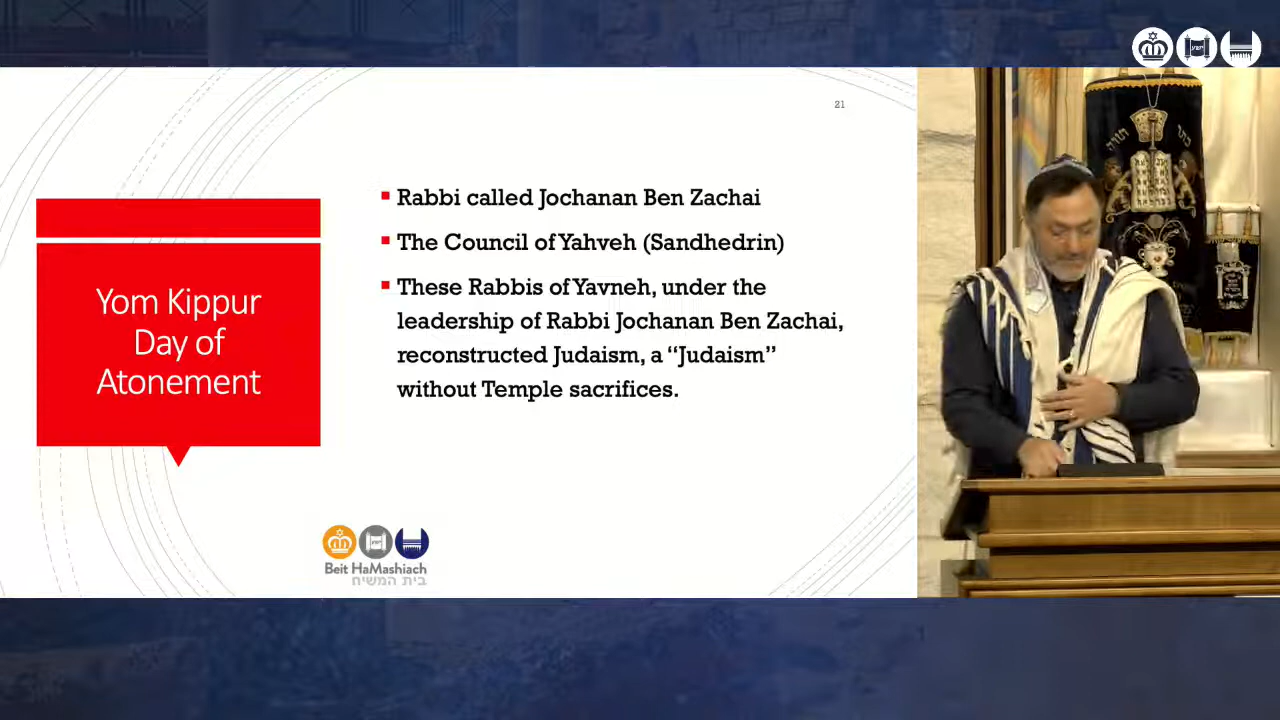 21
Yom Kippur
Day of
Atonement
Rabbi called Jochanan Ben Zachai
The Council of Yahveh (Sandhedrin)
These Rabbis of Yavneh, under the
leadership of Rabbi Jochanan Ben Zachai,
reconstructed Judaism, a “Judaism”
without Temple sacrifices.
Beit HaMashiach
בית המשיח